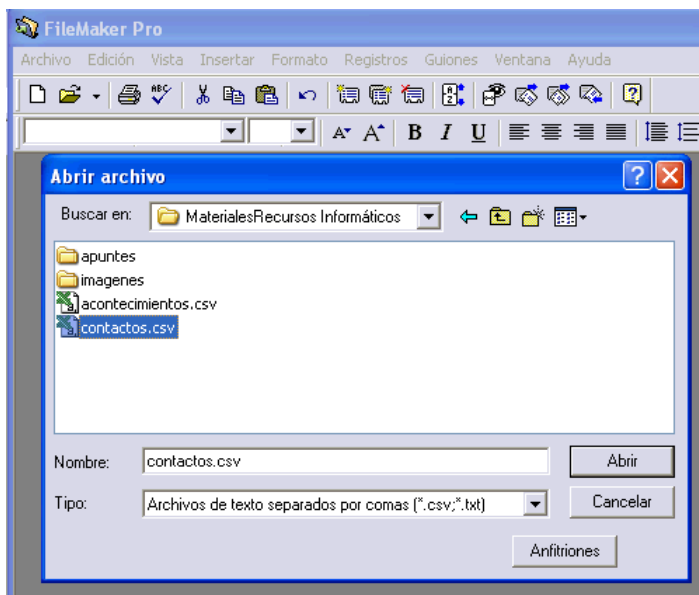 FileMaker Pro
Archivo Edición Vista Insertar Formato Registros Guiones Ventana Ayuda
ABC
B I U
Abrir archivo
Buscar en: MaterialesRecursos Informáticos
apuntes
imagenes
acontecimientos.csv
contactos.csv
Nombre: contactos.csv Abrir
Tipo: Archivos de texto separados por comas (*.csv;*.txt) Cancelar
Anfitriones